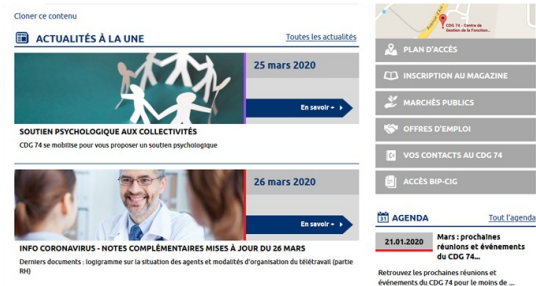 Cloner ce contenu
ACTUALITÉS À LA UNE
Toutes les actualités
25 mars 2020
En savoir +
SOUTIEN PSYCHOLOGIQUE AUX COLLECTIVITÉS
CDG 74 se mobilise pour vous proposer un soutien psychologique
26 mars 2020
En savoir +
INFO CORONAVIRUS - NOTES COMPLÉMENTAIRES MISES À JOUR DU 26 MARS
Derniers documents : logigramme sur la situation des agents et modalités d'organisation du télétravail (partie
RH)
CDG 74 - Centre de
Gestion de la Fonction...
PLAN D'ACCÈS
INSCRIPTION AU MAGAZINE
MARCHÉS PUBLICS
OFFRES D'EMPLOI
VOS CONTACTS AU CDG 74
ACCÈS BIP-CIG
AGENDA
Tout l'agenda
21.01.2020
Mars : prochaines
réunions et événements
du CDG 74...
Retrouvez les prochaines réunions et
événements du CDG 74 pour le moins de ...